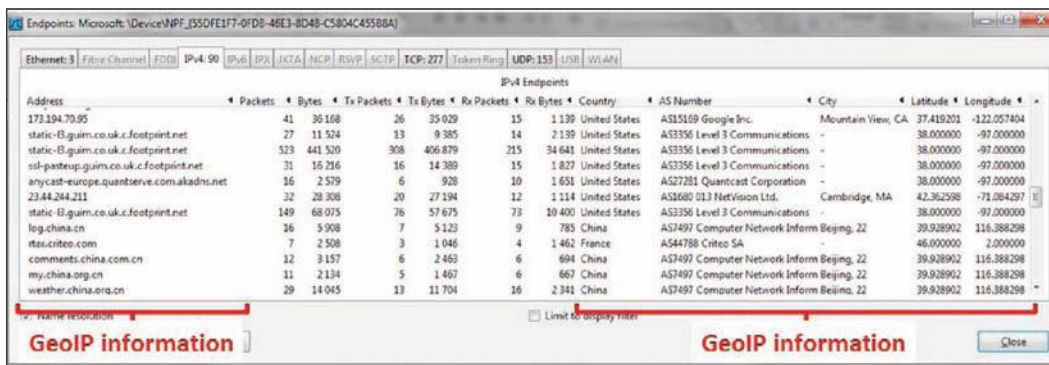 Endpoints: Microsoft: \Device\NPF_{55DFE1F7-0FDB-46E3-8D48-C5804C45588A}
Ethernet: 3 Fibre Channel FDDI IPv4: 90 IPv6 IPX JXTA NCP RSVP SCTP TCP: 277 Token Ring UDP: 153 USB WLAN
IPv4 Endpoints
Address Packets Bytes Tx Packets Tx Bytes Rx Packets Rx Bytes Country AS Number City Latitude Longitude
173.194.70.95 41 36 168 26 35 029 15 1 139 United States AS15169 Google Inc. Mountain View, CA 37.419201 -122.057404
static-l3.guim.co.uk.c.footprint.net 27 11 524 13 9 385 14 2 139 United States AS3356 Level 3 Communications - 38.000000 -97.000000
static-l3.guim.co.uk.c.footprint.net 523 441 520 308 406 879 215 34 641 United States AS3356 Level 3 Communications - 38.000000 -97.000000
ssl-pasteup.guim.co.uk.c.footprint.net 31 16 216 16 14 389 15 1 827 United States AS3356 Level 3 Communications - 38.000000 -97.000000
anycast-europe.quantserve.com.akadns.net 16 2 579 6 928 10 1 651 United States AS27281 Quantcast Corporation - 38.000000 -97.000000
23.44.244.211 32 28 308 20 27 194 12 1 114 United States AS1680 013 NetVision Ltd. Cambridge, MA 42.362598 -71.084297
static-l3.guim.co.uk.c.footprint.net 149 68 075 76 57 675 73 10 400 United States AS3356 Level 3 Communications - 38.000000 -97.000000
log.china.cn 16 5 908 7 5 123 9 785 China AS7497 Computer Network Inform Beijing, 22 39.928902 116.388298
rtax.criteo.com 7 2 508 3 1 046 4 1 462 France AS44788 Criteo SA - 46.000000 2.000000
comments.china.com.cn 12 3 157 6 2 463 6 694 China AS7497 Computer Network Inform Beijing, 22 39.928902 116.388298
my.china.org.cn 11 2 134 5 1 467 6 667 China AS7497 Computer Network Inform Beijing, 22 39.928902 116.388298
weather.china.org.cn 29 14 045 13 11 704 16 2 341 China AS7497 Computer Network Inform Beijing, 22 39.928902 116.388298
Name resolution Limit to display filter
GeoIP information GeoIP information Close